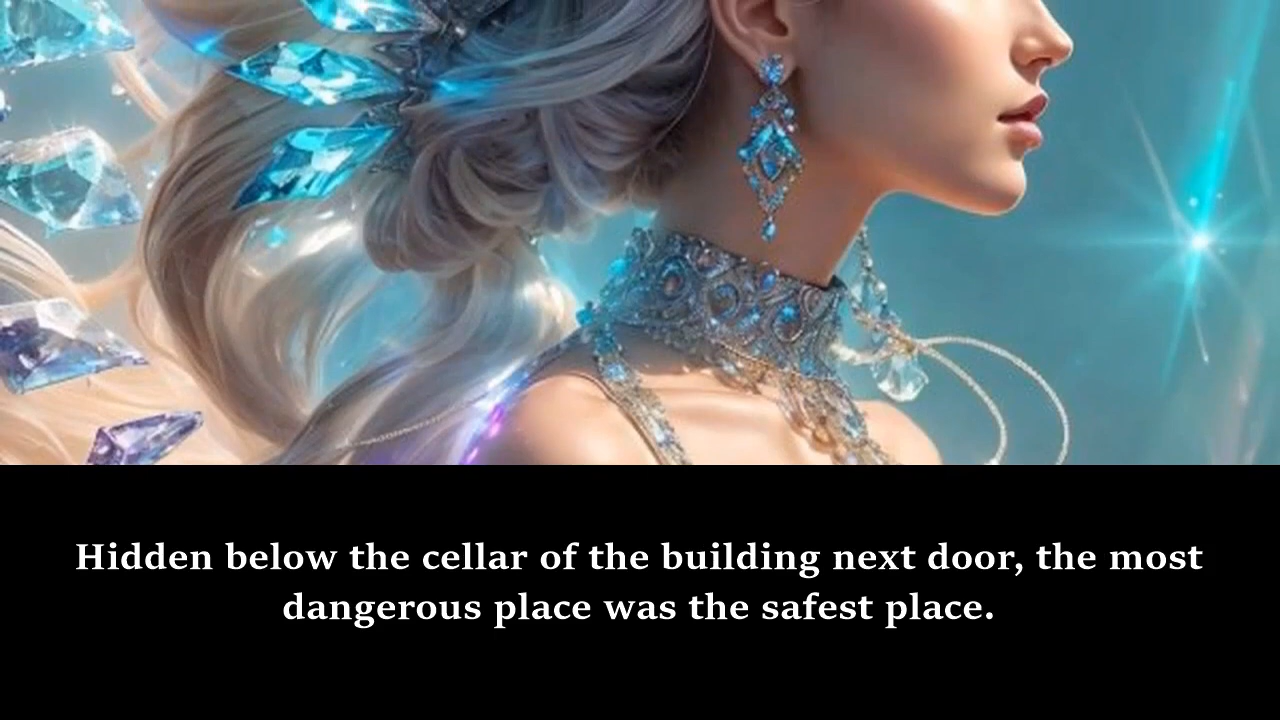 Hidden below the cellar of the building next door, the most
dangerous place was the safest place.